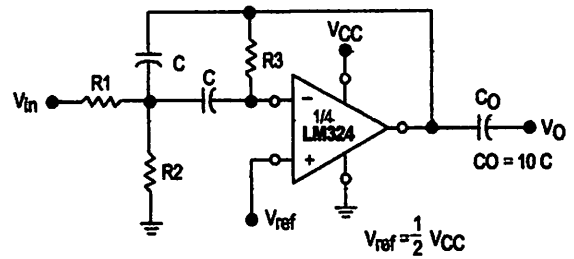 VCC
R3
C
C
R1
CO
Vin
1/4
LM324
VO
R2
CO = 10 C
Vref
Vref = 1/2 VCC